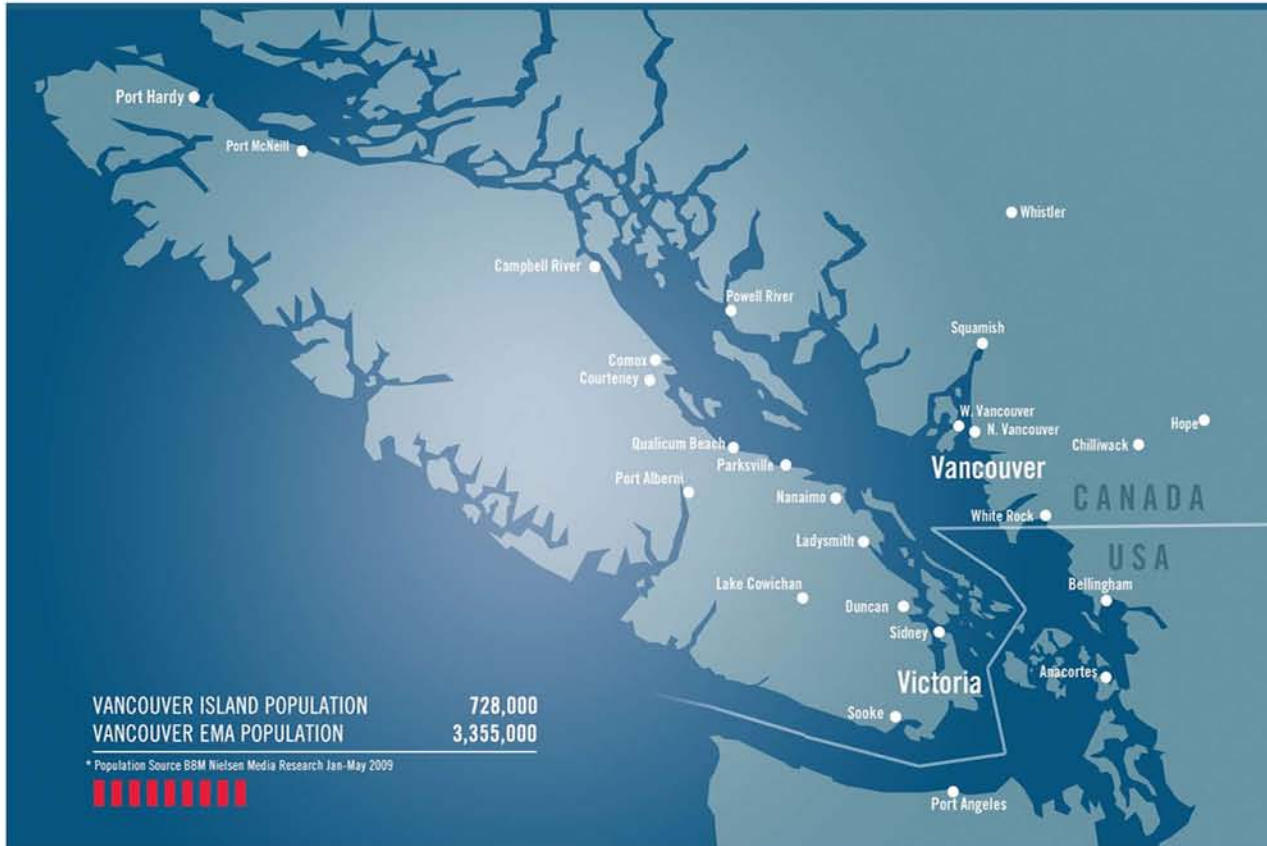 Port Hardy
Port McNeill
Whistler
Campbell River
Powell River
Squamish
Comox
Courteney
W. Vancouver
N. Vancouver
Hope
Chilliwack
Qualicum Beach
Parksville
Vancouver
Port Alberni
Nanaimo
CANADA
White Rock
Ladysmith
USA
Lake Cowichan
Bellingham
Duncan
Sidney
Victoria
Anacortes
Sooke
VANCOUVER ISLAND POPULATION 728,000
VANCOUVER EMA POPULATION 3,355,000
* Population Source BBM Nielsen Media Research Jan-May 2009
Port Angeles